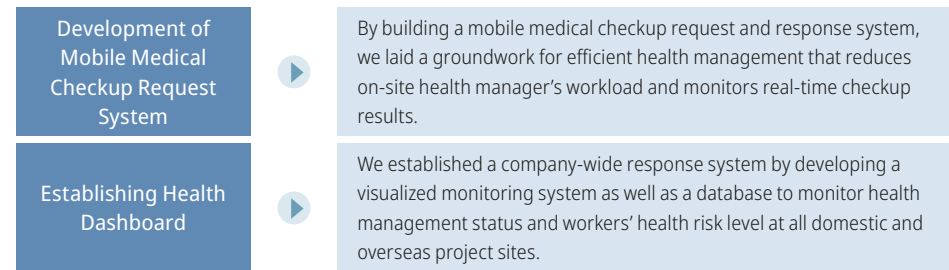 Development of
Mobile Medical
Checkup Request
System
By building a mobile medical checkup request and response system,
we laid a groundwork for efficient health management that reduces
on-site health manager's workload and monitors real-time checkup
results.
Establishing Health
Dashboard
We established a company-wide response system by developing a
visualized monitoring system as well as a database to monitor health
management status and workers' health risk level at all domestic and
overseas project sites.